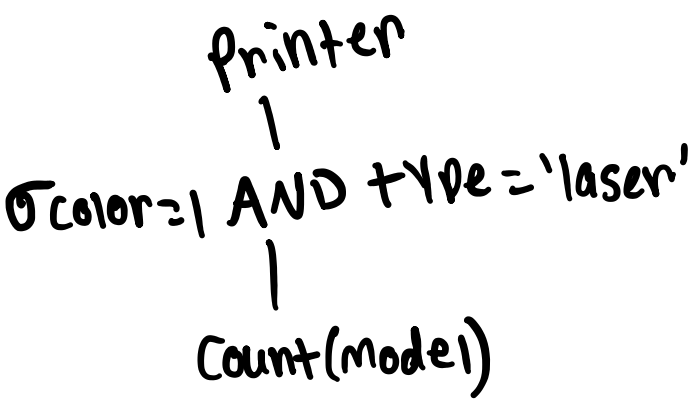 Printer
σcolor=1 AND type='laser'
Count(model)